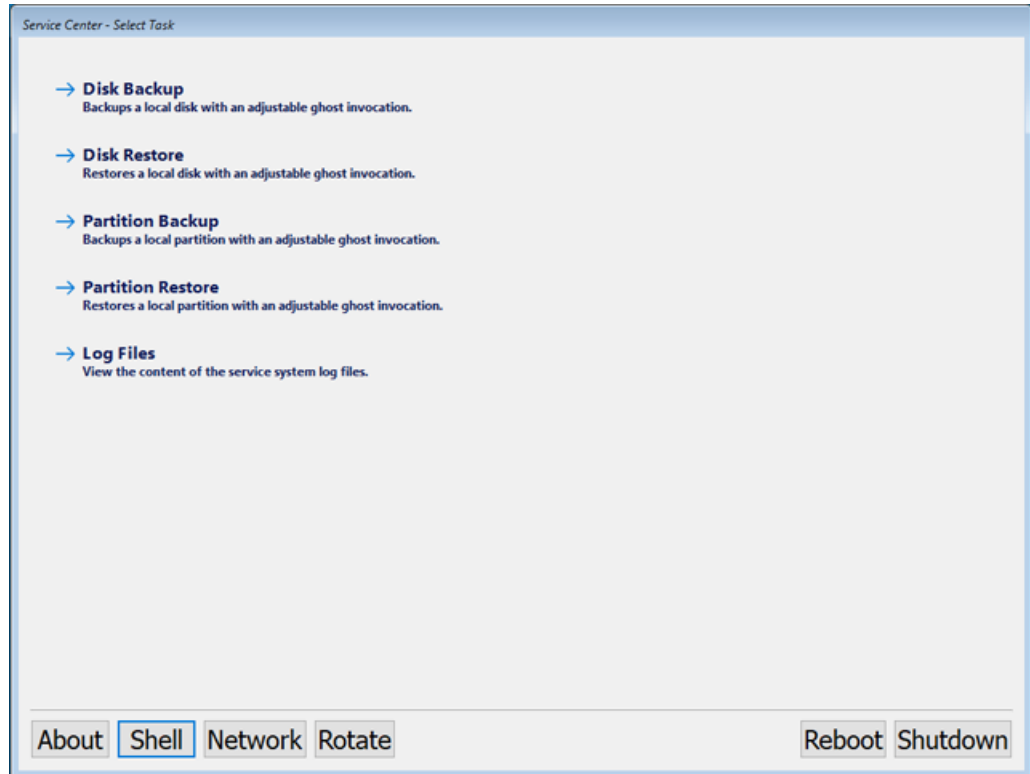 Service Center - Select Task
→ Disk Backup
Backups a local disk with an adjustable ghost invocation.
→ Disk Restore
Restores a local disk with an adjustable ghost invocation.
→ Partition Backup
Backups a local partition with an adjustable ghost invocation.
→ Partition Restore
Restores a local partition with an adjustable ghost invocation.
→ Log Files
View the content of the service system log files.
About Shell Network Rotate Reboot Shutdown